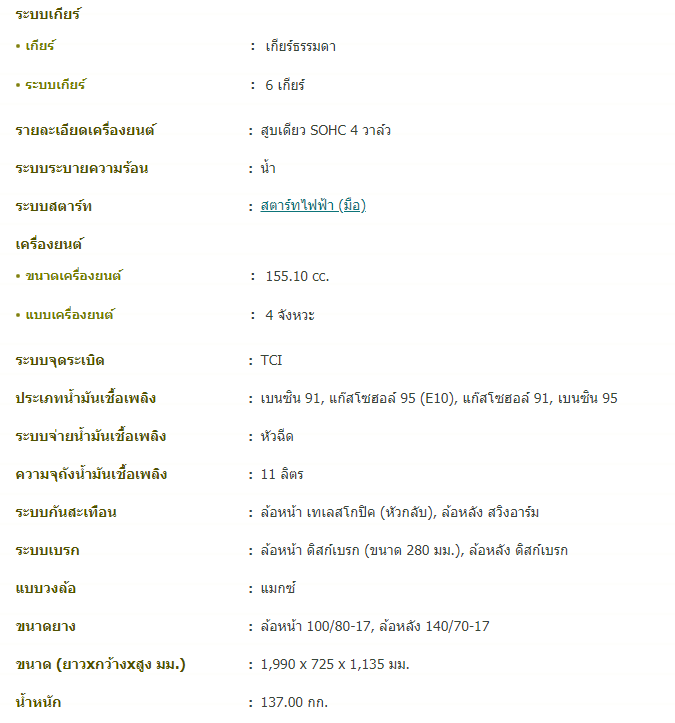 ระบบเกียร์
• เกียร์ : เกียร์ธรรมดา
• ระบบเกียร์ : 6 เกียร์
รายละเอียดเครื่องยนต์ : สูบเดียว SOHC 4 วาล์ว
ระบบระบายความร้อน : น้ำ
ระบบสตาร์ท : สตาร์ทไฟฟ้า (มือ)
เครื่องยนต์
• ขนาดเครื่องยนต์ : 155.10 cc.
• แบบเครื่องยนต์ : 4 จังหวะ
ระบบจุดระเบิด : TCI
ประเภทน้ำมันเชื้อเพลิง : เบนซิน 91, แก๊สโซฮอล์ 95 (E10), แก๊สโซฮอล์ 91, เบนซิน 95
ระบบจ่ายน้ำมันเชื้อเพลิง : หัวฉีด
ความจุถังน้ำมันเชื้อเพลิง : 11 ลิตร
ระบบกันสะเทือน : ล้อหน้า เทเลสโกปิค (หัวกลับ), ล้อหลัง สวิงอาร์ม
ระบบเบรก : ล้อหน้า ดิสก์เบรก (ขนาด 280 มม.), ล้อหลัง ดิสก์เบรก
แบบวงล้อ : แมกซ์
ขนาดยาง : ล้อหน้า 100/80-17, ล้อหลัง 140/70-17
ขนาด (ยาวxกว้างxสูง มม.) : 1,990 x 725 x 1,135 มม.
น้ำหนัก : 137.00 กก.